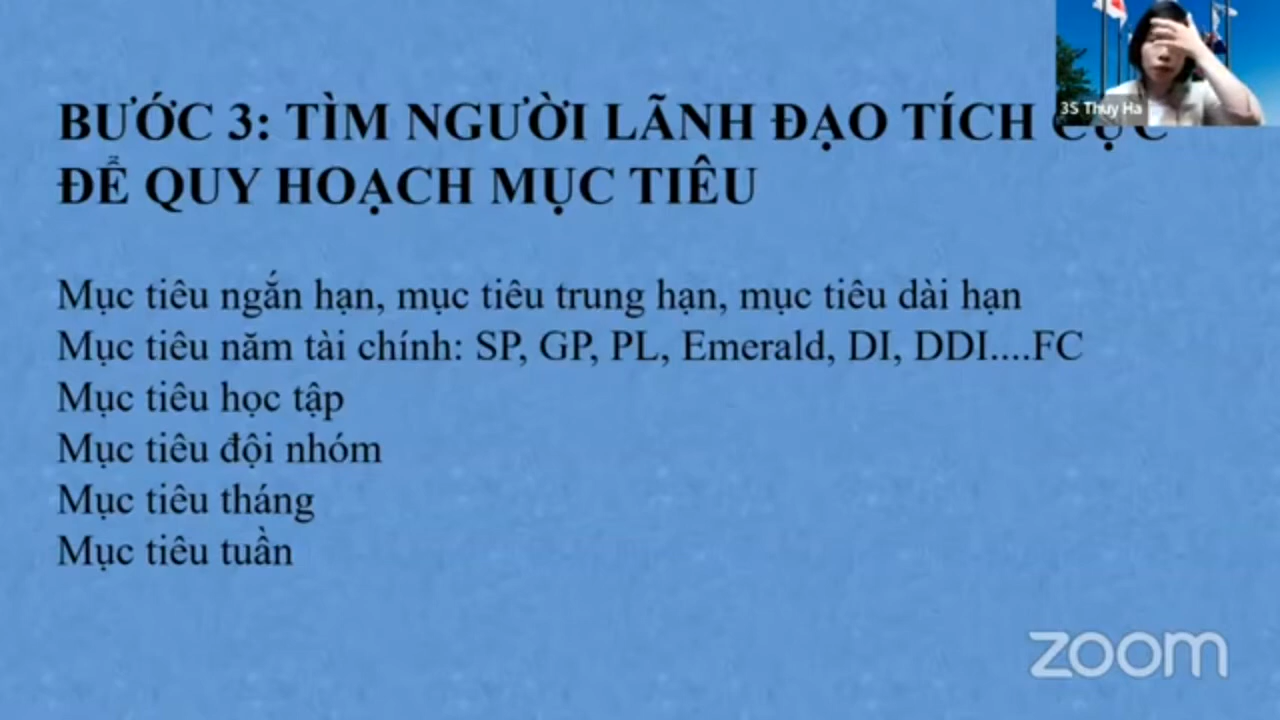 3S Thuy Ha
BƯỚC 3: TÌM NGƯỜI LÃNH ĐẠO TÍCH CỰC
ĐỂ QUY HOẠCH MỤC TIÊU
Mục tiêu ngắn hạn, mục tiêu trung hạn, mục tiêu dài hạn
Mục tiêu năm tài chính: SP, GP, PL, Emerald, DI, DDI....FC
Mục tiêu học tập
Mục tiêu đội nhóm
Mục tiêu tháng
Mục tiêu tuần
zoom